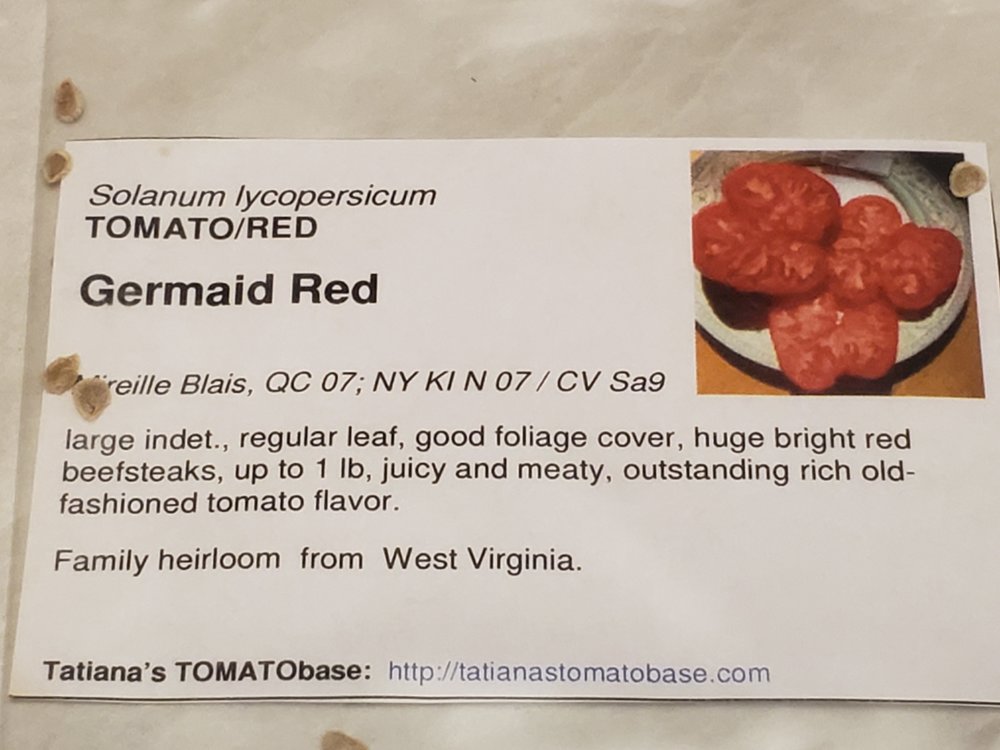 Solanum lycopersicum
TOMATO/RED
Germaid Red
Blais, QC 07; NY KI N 07 / CV Sa9
large indet., regular leaf, good foliage cover, huge bright red
beefsteaks, up to 1 lb, juicy and meaty, outstanding rich old-
fashioned tomato flavor.
Family heirloom from West Virginia.
Tatiana's TOMATObase: http://tatianastomatobase.com